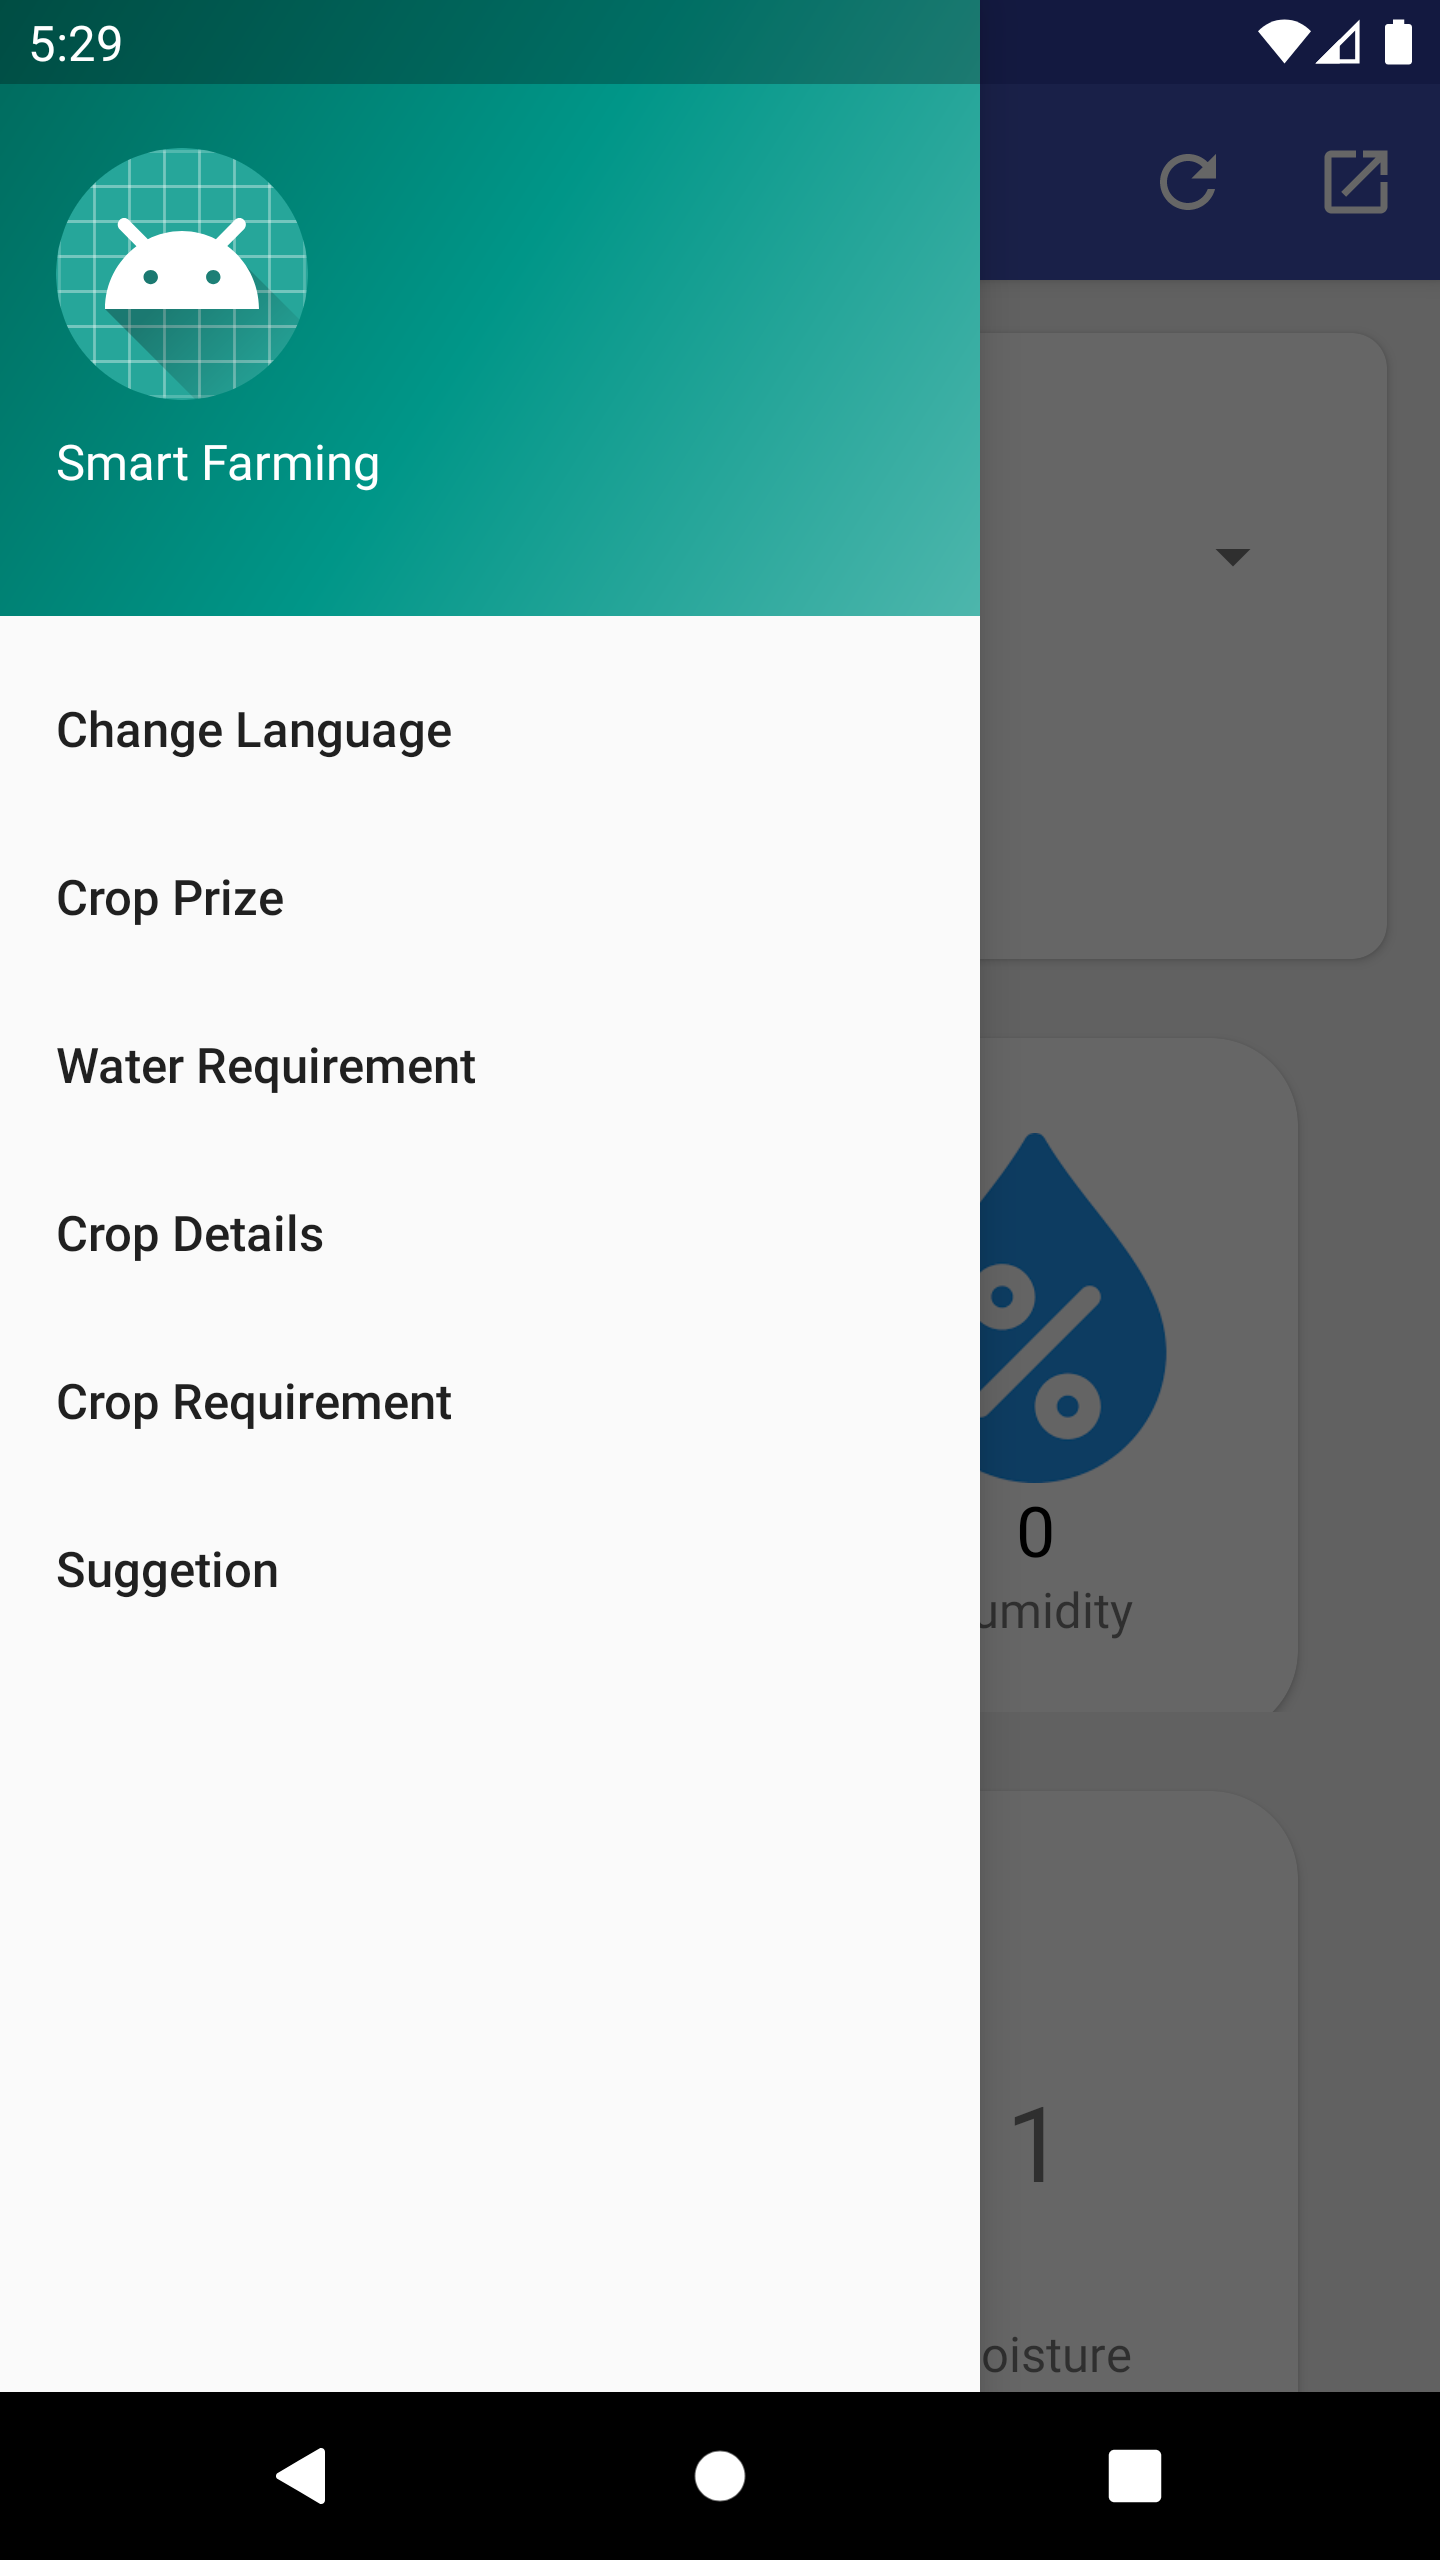 5:29
Smart Farming
Change Language
Crop Prize
Water Requirement
Crop Details
Crop Requirement
Suggetion
%
0
umidity
1
oisture